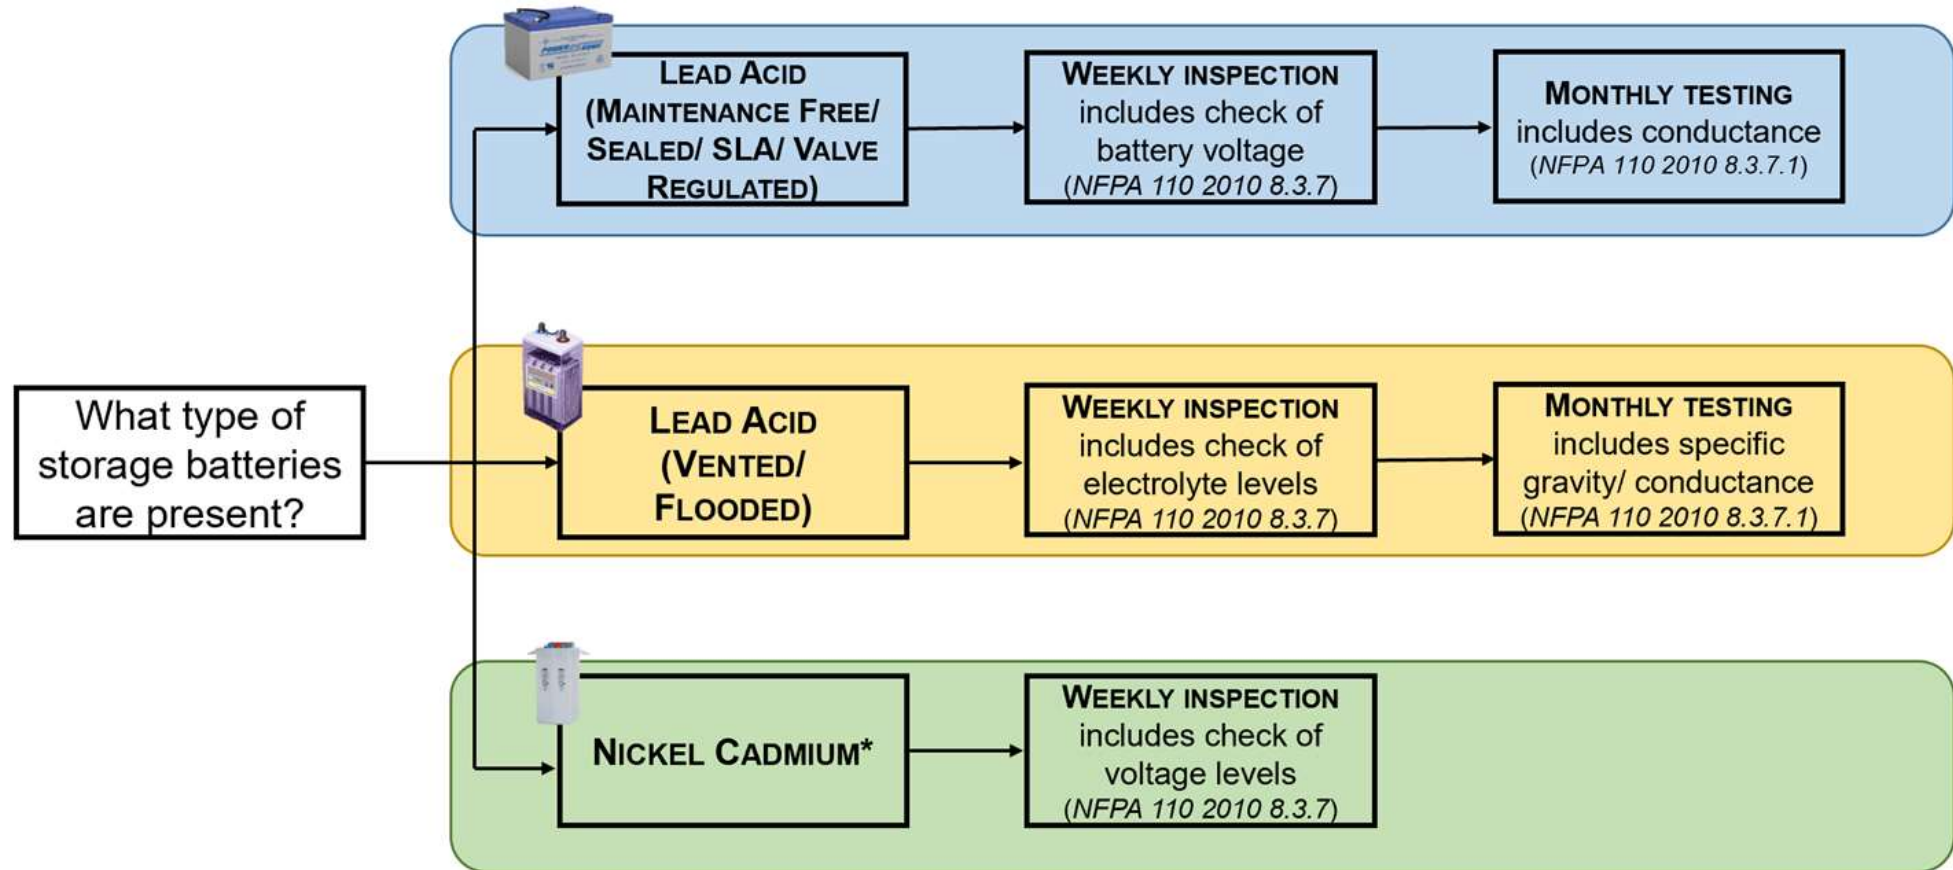 What type of
storage batteries
are present?
LEAD ACID
(MAINTENANCE FREE/
SEALED/ SLA/ VALVE
REGULATED)
WEEKLY INSPECTION
includes check of
battery voltage
(NFPA 110 2010 8.3.7)
MONTHLY TESTING
includes conductance
(NFPA 110 2010 8.3.7.1)
LEAD ACID
(VENTED/
FLOODED)
WEEKLY INSPECTION
includes check of
electrolyte levels
(NFPA 110 2010 8.3.7)
MONTHLY TESTING
includes specific
gravity/ conductance
(NFPA 110 2010 8.3.7.1)
NICKEL CADMIUM*
WEEKLY INSPECTION
includes check of
voltage levels
(NFPA 110 2010 8.3.7)